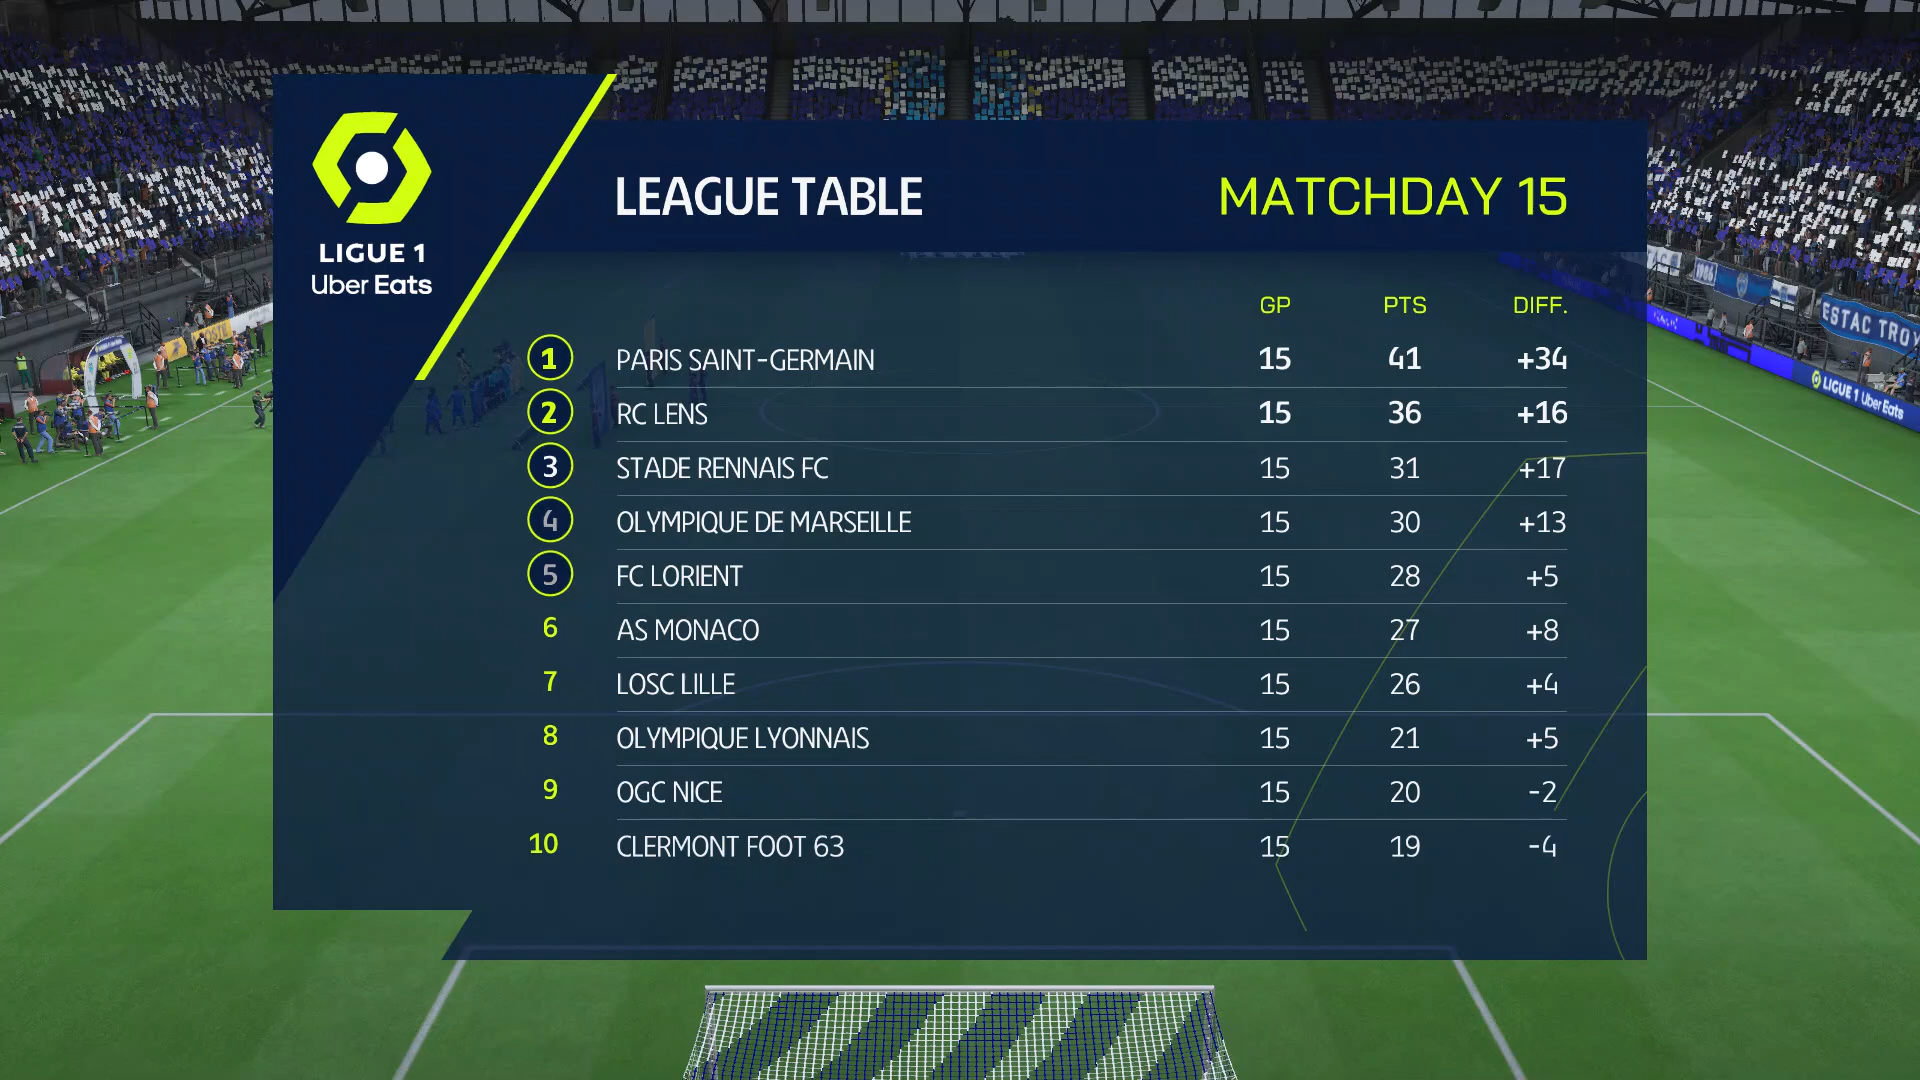 LIGUE 1
Uber Eats
LEAGUE TABLE MATCHDAY 15
GP PTS DIFF.
1 PARIS SAINT-GERMAIN 15 41 +34
2 RC LENS 15 36 +16
3 STADE RENNAIS FC 15 31 +17
4 OLYMPIQUE DE MARSEILLE 15 30 +13
5 FC LORIENT 15 28 +5
6 AS MONACO 15 27 +8
7 LOSC LILLE 15 26 +4
8 OLYMPIQUE LYONNAIS 15 21 +5
9 OGC NICE 15 20 -2
10 CLERMONT FOOT 63 15 19 -4
1986
ESTAC TROY
LIGUE 1 Uber Eats